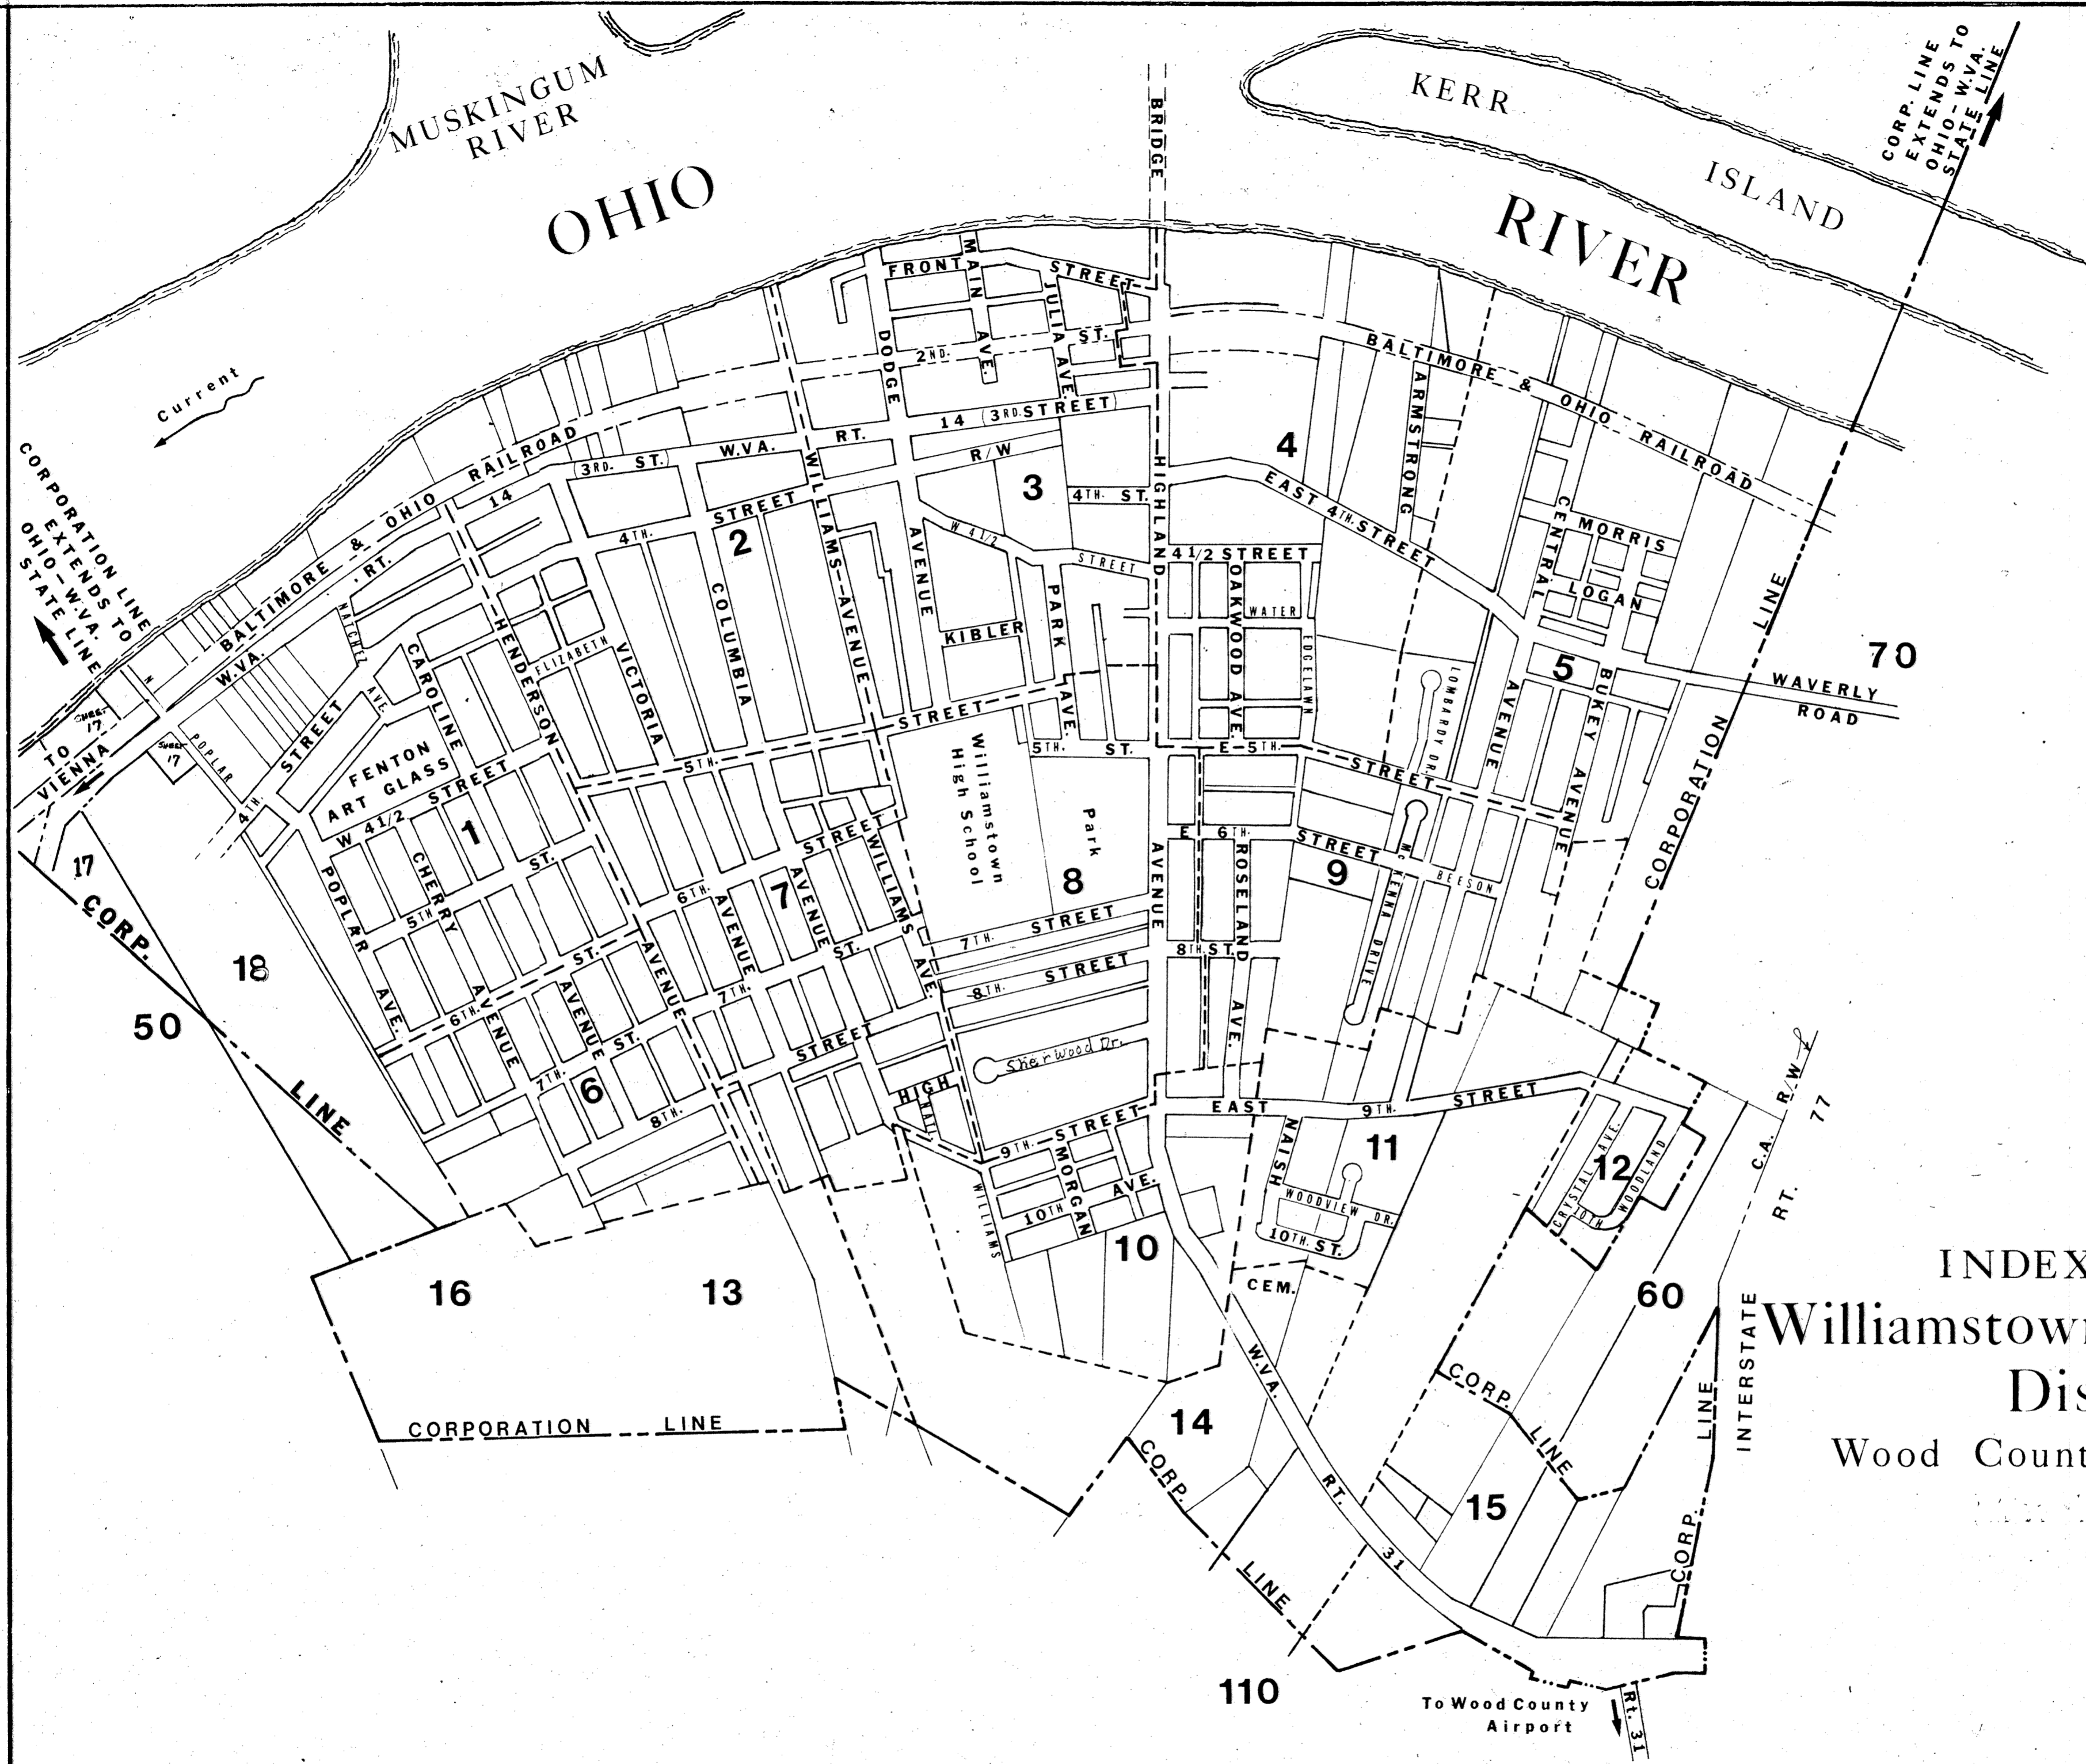 MUSKINGUM
RIVER
OHIO
RIVER
KERR
ISLAND
BRIDGE
CORP. LINE
EXTENDS TO
OHIO-W.VA.
STATE LINE
Current
CORPORATION LINE
EXTENDS TO
OHIO-W.VA.
STATE LINE
FRONT
STREET
MAIN
AVE.
JULIA
AVE.
2ND.
ST.
DODGE
AVENUE
14 (3RD. STREET)
R/W
BALTIMORE & OHIO RAILROAD
W.VA. RT. 14
(3RD. ST.)
W.VA. RT.
BALTIMORE & OHIO RAILROAD
ARMSTRONG
4
3
4TH. ST.
HIGHLAND
AVENUE
EAST 4TH. STREET
CENTRAL
AVENUE
MORRIS
LOGAN
4TH.
STREET
2
WILLIAMS AVENUE
W 4 1/2
STREET
4 1/2 STREET
OAKWOOD AVE.
WATER
EDGELAWN
KIBLER
PARK
AVE.
COLUMBIA
AVENUE
VICTORIA
AVENUE
ELIZABETH
HENDERSON
AVENUE
NATCHEZ
AVE.
CAROLINE
AVENUE
LOMBARDY DR.
5
BUKEY AVENUE
70
WAVERLY
ROAD
CORPORATION LINE
SHEET
17
SHEET
17
TO
VIENNA
POPLAR
4TH.
STREET
FENTON
ART GLASS
W 4 1/2 STREET
1
CHERRY
AVENUE
POPLAR
AVE.
5TH
ST.
5TH.
STREET
5TH. ST.
E 5TH.
STREET
Williamstown
High School
Park
8
E 6TH.
STREET
BEESON
9
McKENNA DRIVE
ROSELAND
AVE.
17
CORP.
LINE
18
50
6TH.
ST.
6TH.
STREET
7
WILLIAMS
AVE.
7TH.
ST.
7TH. STREET
8TH.
STREET
8TH. ST.
7TH.
ST.
6
8TH.
STREET
HIGH
Sherwood Dr.
9TH. STREET
EAST 9TH. STREET
MORGAN
10TH
AVE.
WILLIAMS
10
NAISH
11
WOODVIEW DR.
10TH. ST.
CEM.
12
CRYSTAL AVE.
WOODLAND
10TH
C.A. R/W
INTERSTATE
RT. 77
60
16
13
CORPORATION LINE
14
W.VA.
RT.
31
CORP.
LINE
CORP.
LINE
15
CORP. LINE
110
To Wood County
Airport
Rt. 31
INDEX
Williamstown
Dis
Wood Count